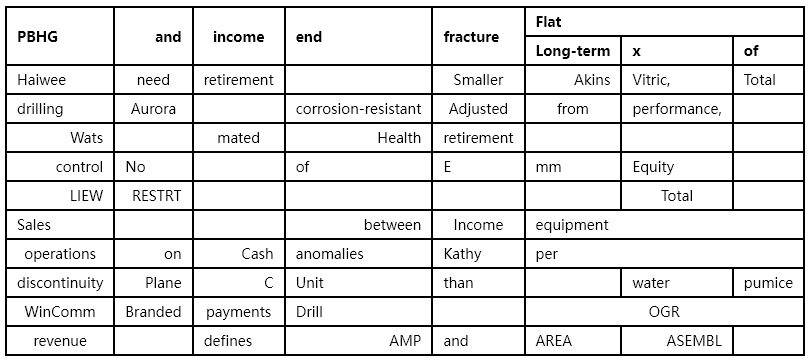 PBHG and income end fracture Flat
Long-term x of
Haiwee need retirement Smaller Akins Vitric, Total
drilling Aurora corrosion-resistant Adjusted from performance,
Wats mated Health retirement
control No of E mm Equity
LIEW RESTRT Total
Sales between Income equipment
operations on Cash anomalies Kathy per
discontinuity Plane C Unit than water pumice
WinComm Branded payments Drill OGR
revenue defines AMP and AREA ASEMBL